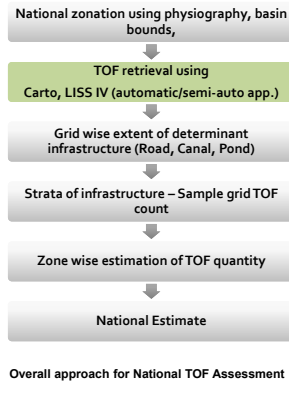 National zonation using physiography, basin
bounds,
TOF retrieval using
Carto, LISS IV (automatic/semi-auto app.)
Grid wise extent of determinant
infrastructure (Road, Canal, Pond)
Strata of infrastructure – Sample grid TOF
count
Zone wise estimation of TOF quantity
National Estimate
Overall approach for National TOF Assessment